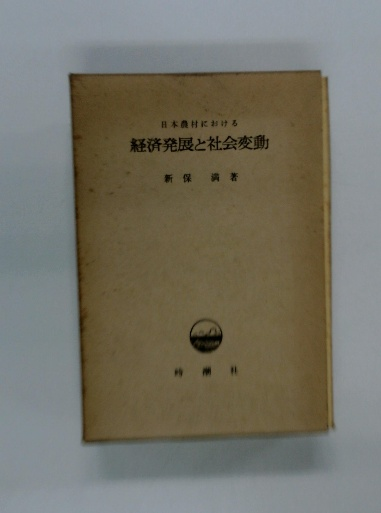 日本農村における
経済発展と社会変動
新保 満 著
時潮社